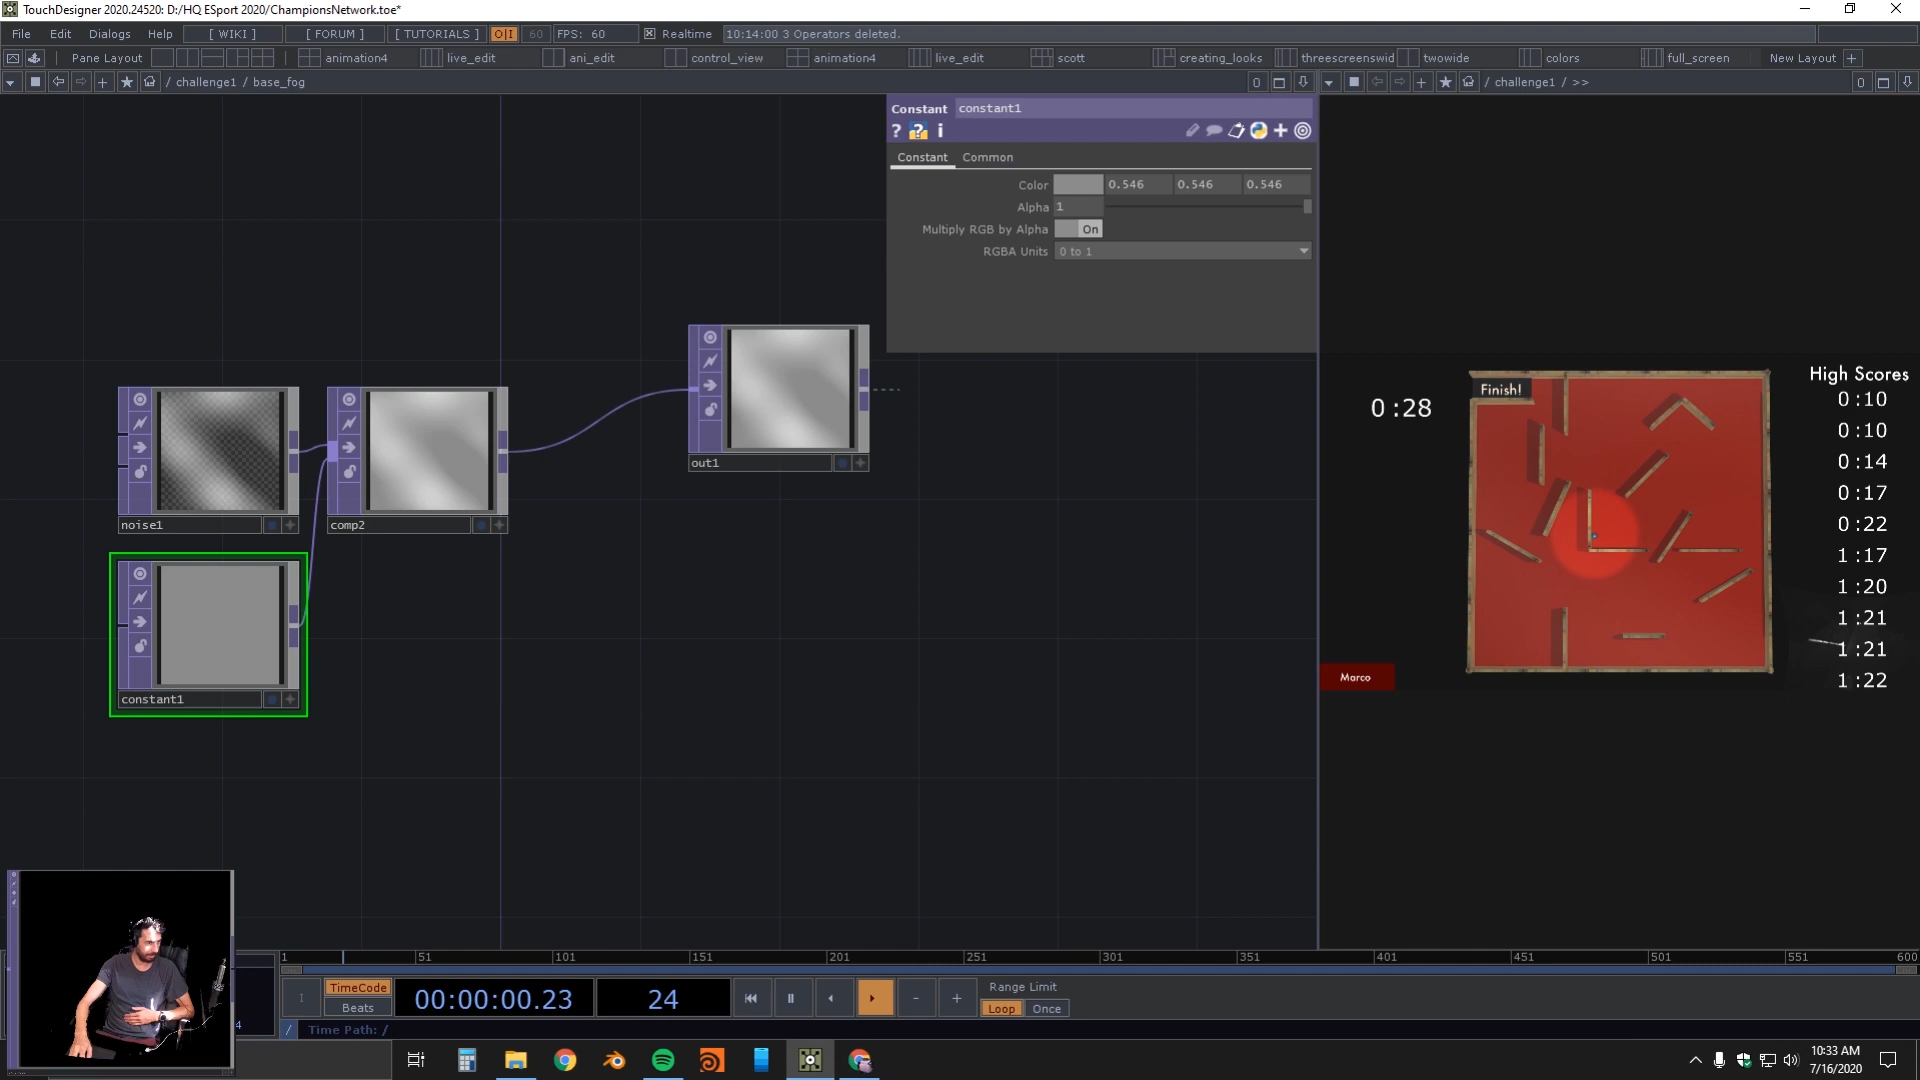 TouchDesigner 2020.24520: D:/HQ ESport 2020/ChampionsNetwork.toe*
File Edit Dialogs Help [ WIKI ] [ FORUM ] [ TUTORIALS ] O|I 60 FPS: 60 Realtime 10:14:00 3 Operators deleted.
Pane Layout animation4 live_edit ani_edit control_view animation4 live_edit scott creating_looks threescreenswid twowide colors full_screen New Layout +
/ challenge1 / base_fog 0 / challenge1 / >> 0
Constant constant1
? ? i
Constant Common
Color 0.546 0.546 0.546
Alpha 1
Multiply RGB by Alpha On
RGBA Units 0 to 1
out1
noise1
comp2
constant1
High Scores
Finish!
0 :28
0 :10
0 :10
0 :14
0 :17
0 :22
1 :17
1 :20
1 :21
1 :21
1 :22
Marco
1 51 101 151 201 251 301 351 401 451 501 551 600
TimeCode
Beats
00:00:00.23
24
Range Limit
Loop Once
4
/ Time Path: /
10:33 AM
7/16/2020